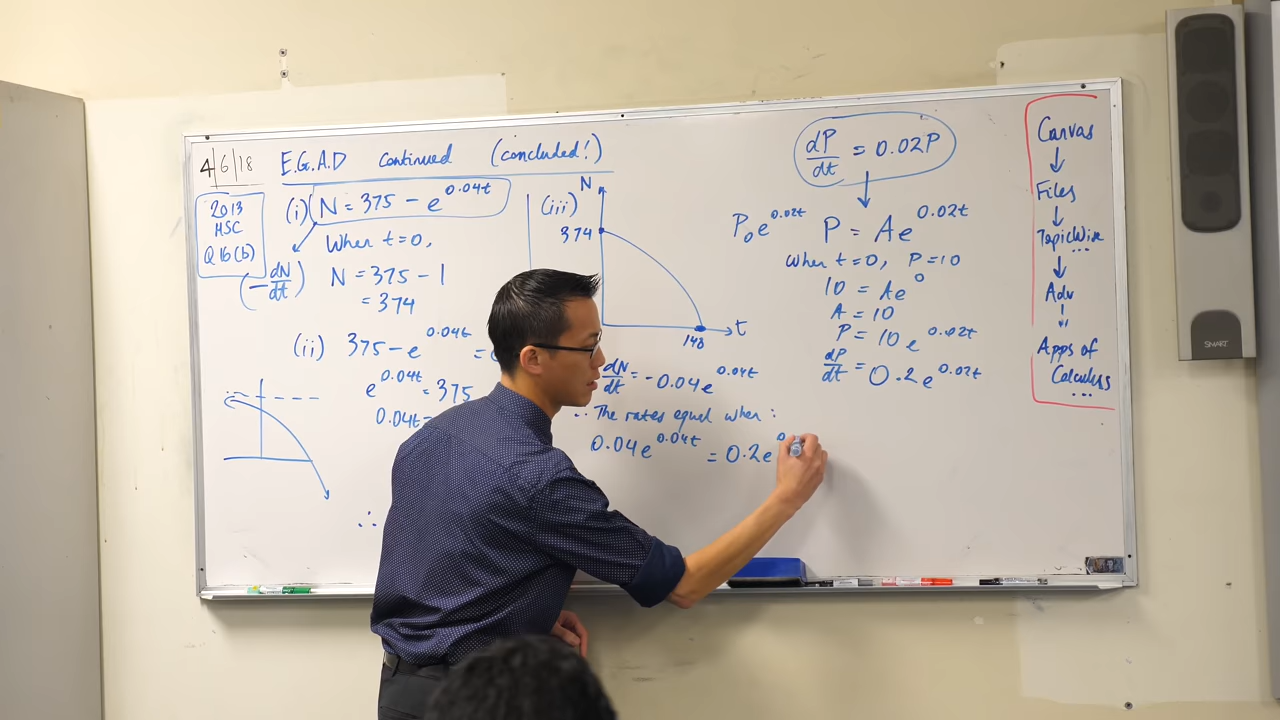 4/6/18 E.G.A.D Continued (concluded!)
2013
HSC
Q16(b)
(i) N = 375 - e^0.04t
When t=0,
(-dN/dt) N = 375 - 1
= 374
(ii) 375 - e^0.04t =
e^0.04t = 375
0.04t =
∴
(iii) N
374
148
t
dN/dt = -0.04e^0.04t
∴ The rates equal when:
0.04e^0.04t = 0.2e
dP/dt = 0.02P
P₀e^0.02t P = Ae^0.02t
when t=0, P=10
10 = Ae^0
A = 10
P = 10e^0.02t
dP/dt = 0.2e^0.02t
Canvas
↓
Files
↓
↓
Adv
↓
Apps of
Calculus
...
SMART